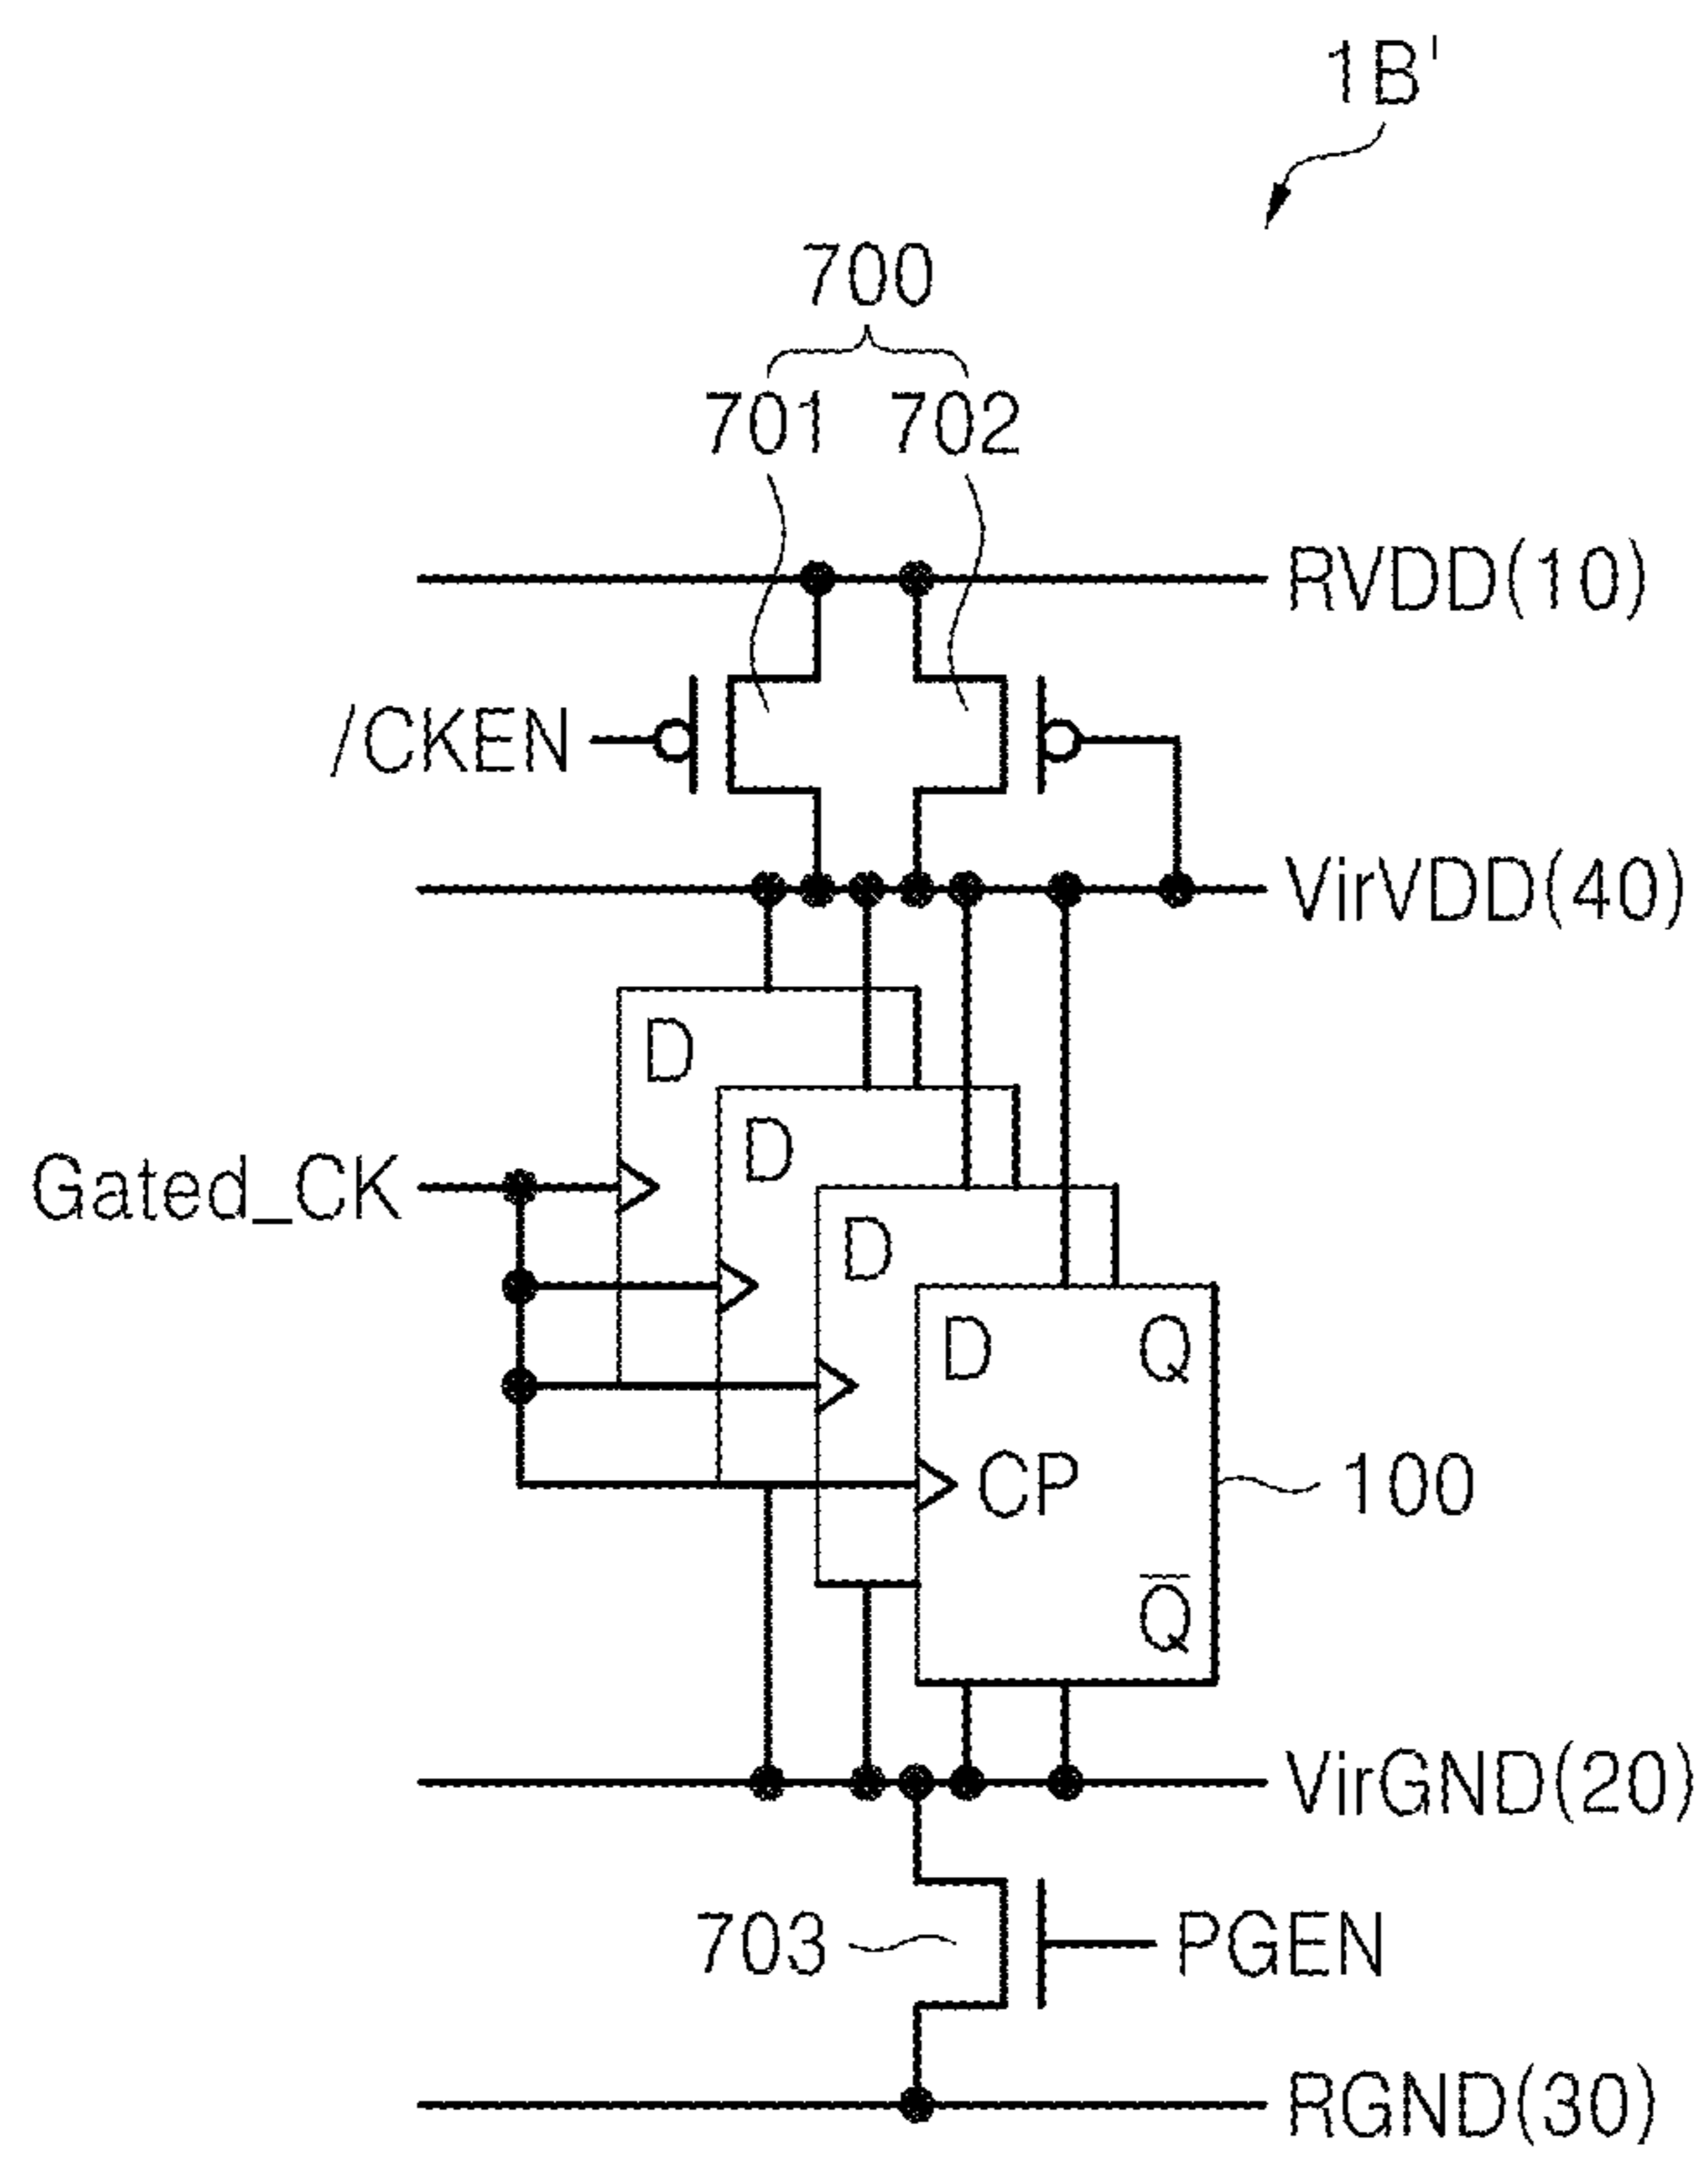 1B'
700
701 702
RVDD(10)
/CKEN
VirVDD(40)
D
D
Gated_CK
D
D Q
CP
100
Q̅
VirGND(20)
703
PGEN
RGND(30)